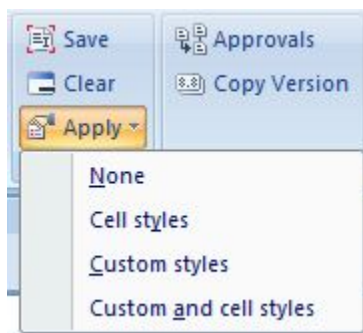 Save
Approvals
Clear
Copy Version
Apply
None
Cell styles
Custom styles
Custom and cell styles